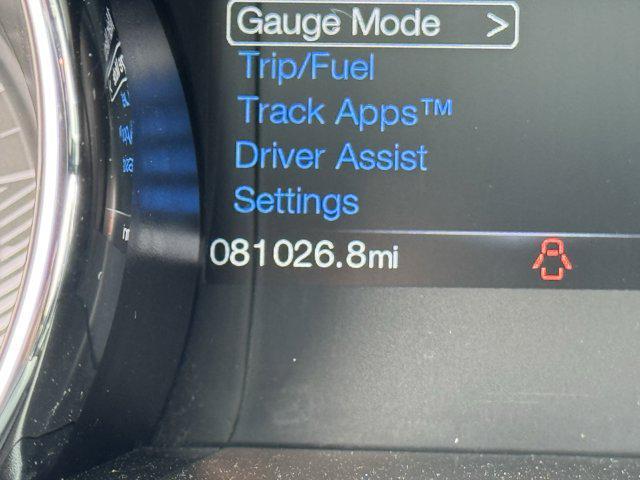 Gauge Mode >
Trip/Fuel
Track Apps™
Driver Assist
Settings
081026.8mi